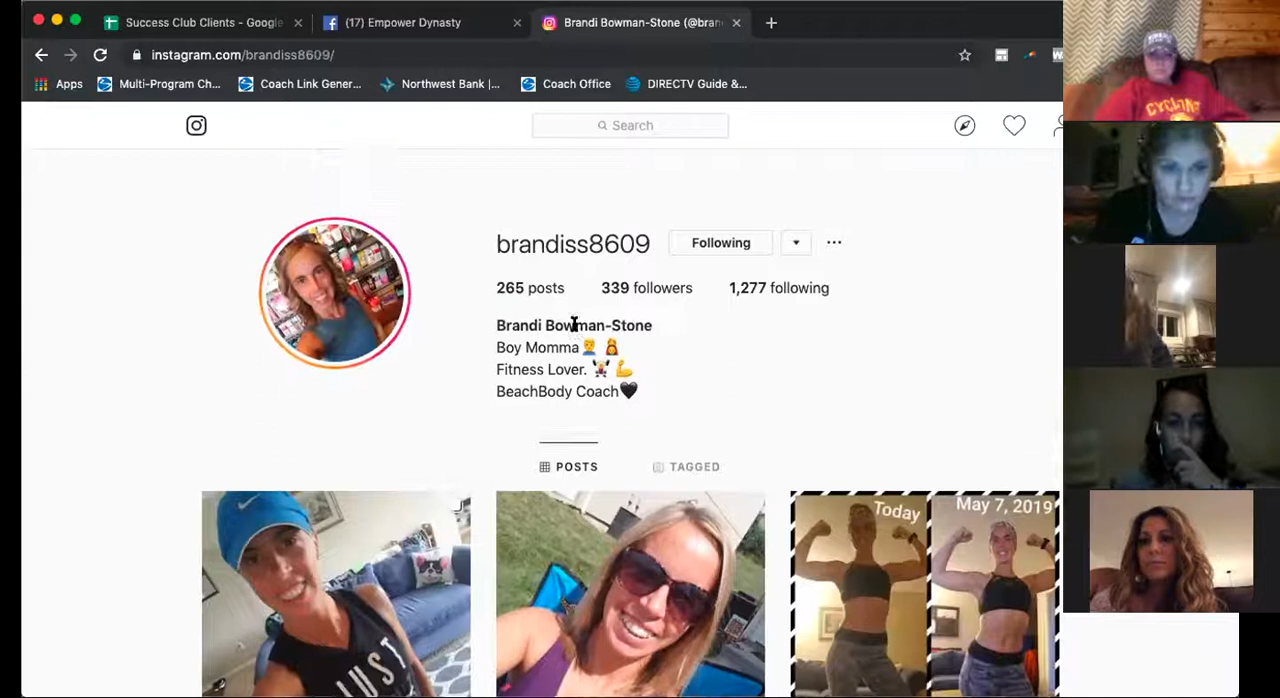 Success Club Clients - Google
(17) Empower Dynasty
Brandi Bowman-Stone (@bran
instagram.com/brandiss8609/
Apps
Multi-Program Ch...
Coach Link Gener...
Northwest Bank |...
Coach Office
DIRECTV Guide &...
Search
brandiss8609
Following
265 posts 339 followers 1,277 following
Brandi Bowman-Stone
Boy Momma
Fitness Lover.
BeachBody Coach
POSTS
TAGGED
Today
May 7, 2019
JUST
CYCLONE